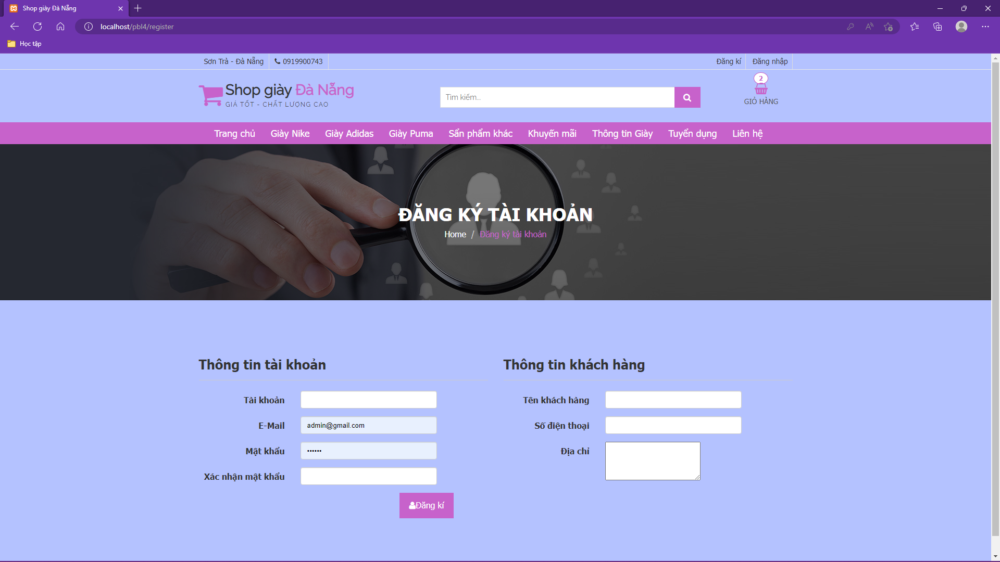 Shop giày Đà Nẵng
localhost/pbl4/register
Học tập
Sơn Trà - Đà Nẵng
0919900743
Đăng kí
Đăng nhập
Shop giày Đà Nẵng
GIÁ TỐT - CHẤT LƯỢNG CAO
Tìm kiếm...
2
GIỎ HÀNG
Trang chủ
Giày Nike
Giày Adidas
Giày Puma
Sẩn phẩm khác
Khuyến mãi
Thông tin Giày
Tuyển dụng
Liên hệ
ĐĂNG KÝ TÀI KHOẢN
Home / Đăng ký tài khoản
Thông tin tài khoản
Tài khoản
E-Mail
admin@gmail.com
Mật khẩu
••••••
Xác nhận mật khẩu
Đăng kí
Thông tin khách hàng
Tên khách hàng
Số điện thoại
Địa chỉ